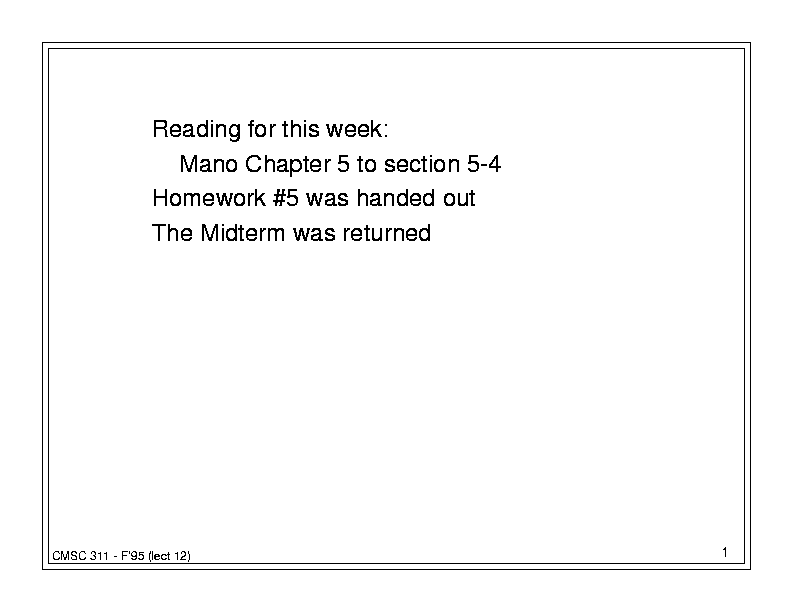 Reading for this week:
Mano Chapter 5 to section 5-4
Homework #5 was handed out
The Midterm was returned
CMSC 311 - F'95 (lect 12)
1